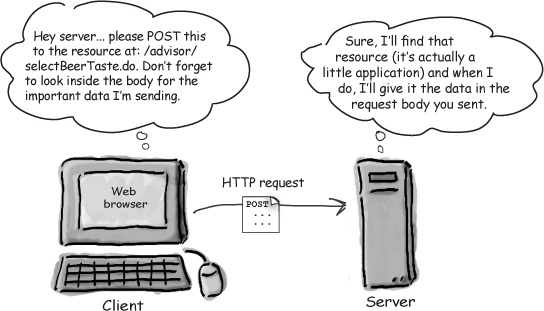 Hey server... please POST this
to the resource at: /advisor/
selectBeerTaste.do. Don't forget
to look inside the body for the
important data I'm sending.
Sure, I'll find that
resource (it's actually a
little application) and when I
do, I'll give it the data in the
request body you sent.
Web
browser
HTTP request
POST
...
...
Client
Server